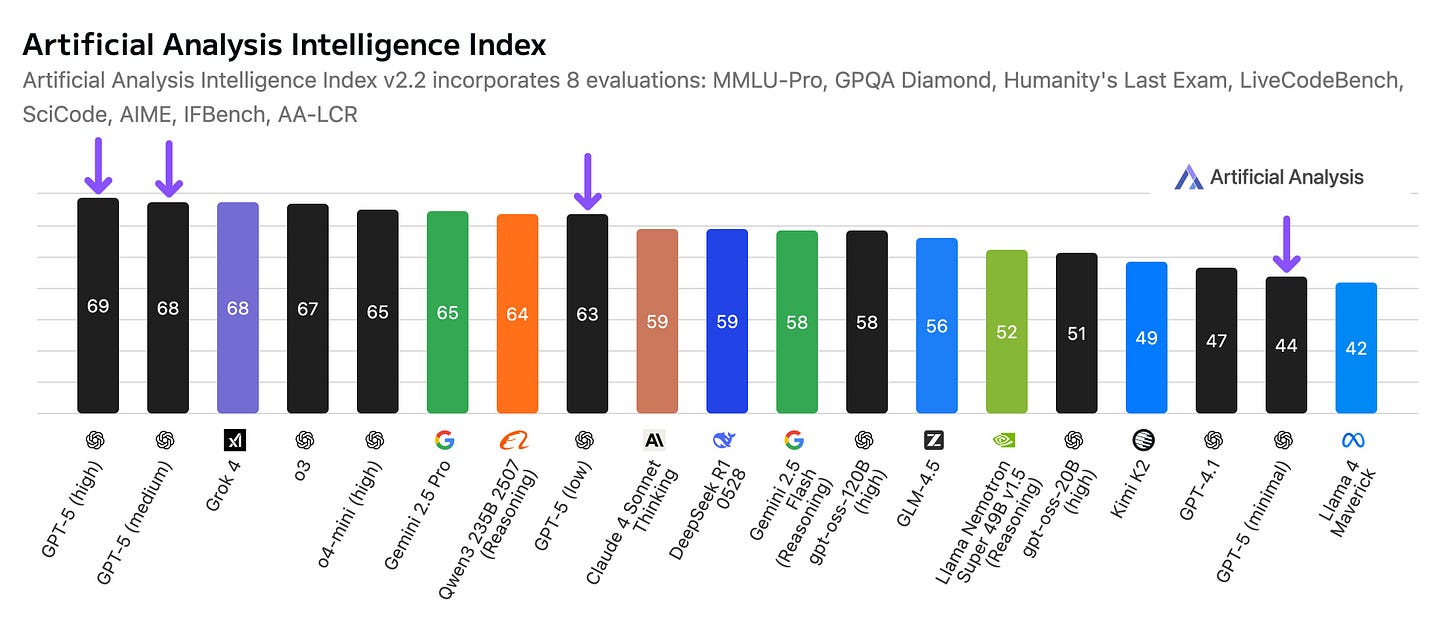 Artificial Analysis Intelligence Index
Artificial Analysis Intelligence Index v2.2 incorporates 8 evaluations: MMLU-Pro, GPQA Diamond, Humanity's Last Exam, LiveCodeBench,
SciCode, AIME, IFBench, AA-LCR
Artificial Analysis
69
68
68
67
65
65
64
63
59
59
58
58
56
52
51
49
47
44
42
GPT-5 (high)
GPT-5 (medium)
Grok 4
o3
o4-mini (high)
Gemini 2.5 Pro
Qwen3 235B 2507
(Reasoning)
GPT-5 (low)
Claude 4 Sonnet
Thinking
DeepSeek R1
0528
Gemini 2.5
Flash
(Reasoning)
gpt-oss-120B
(high)
GLM-4.5
Llama Nemotron
Super 49B v1.5
(Reasoning)
gpt-oss-20B
(high)
Kimi K2
GPT-4.1
GPT-5 (minimal)
Llama 4
Maverick